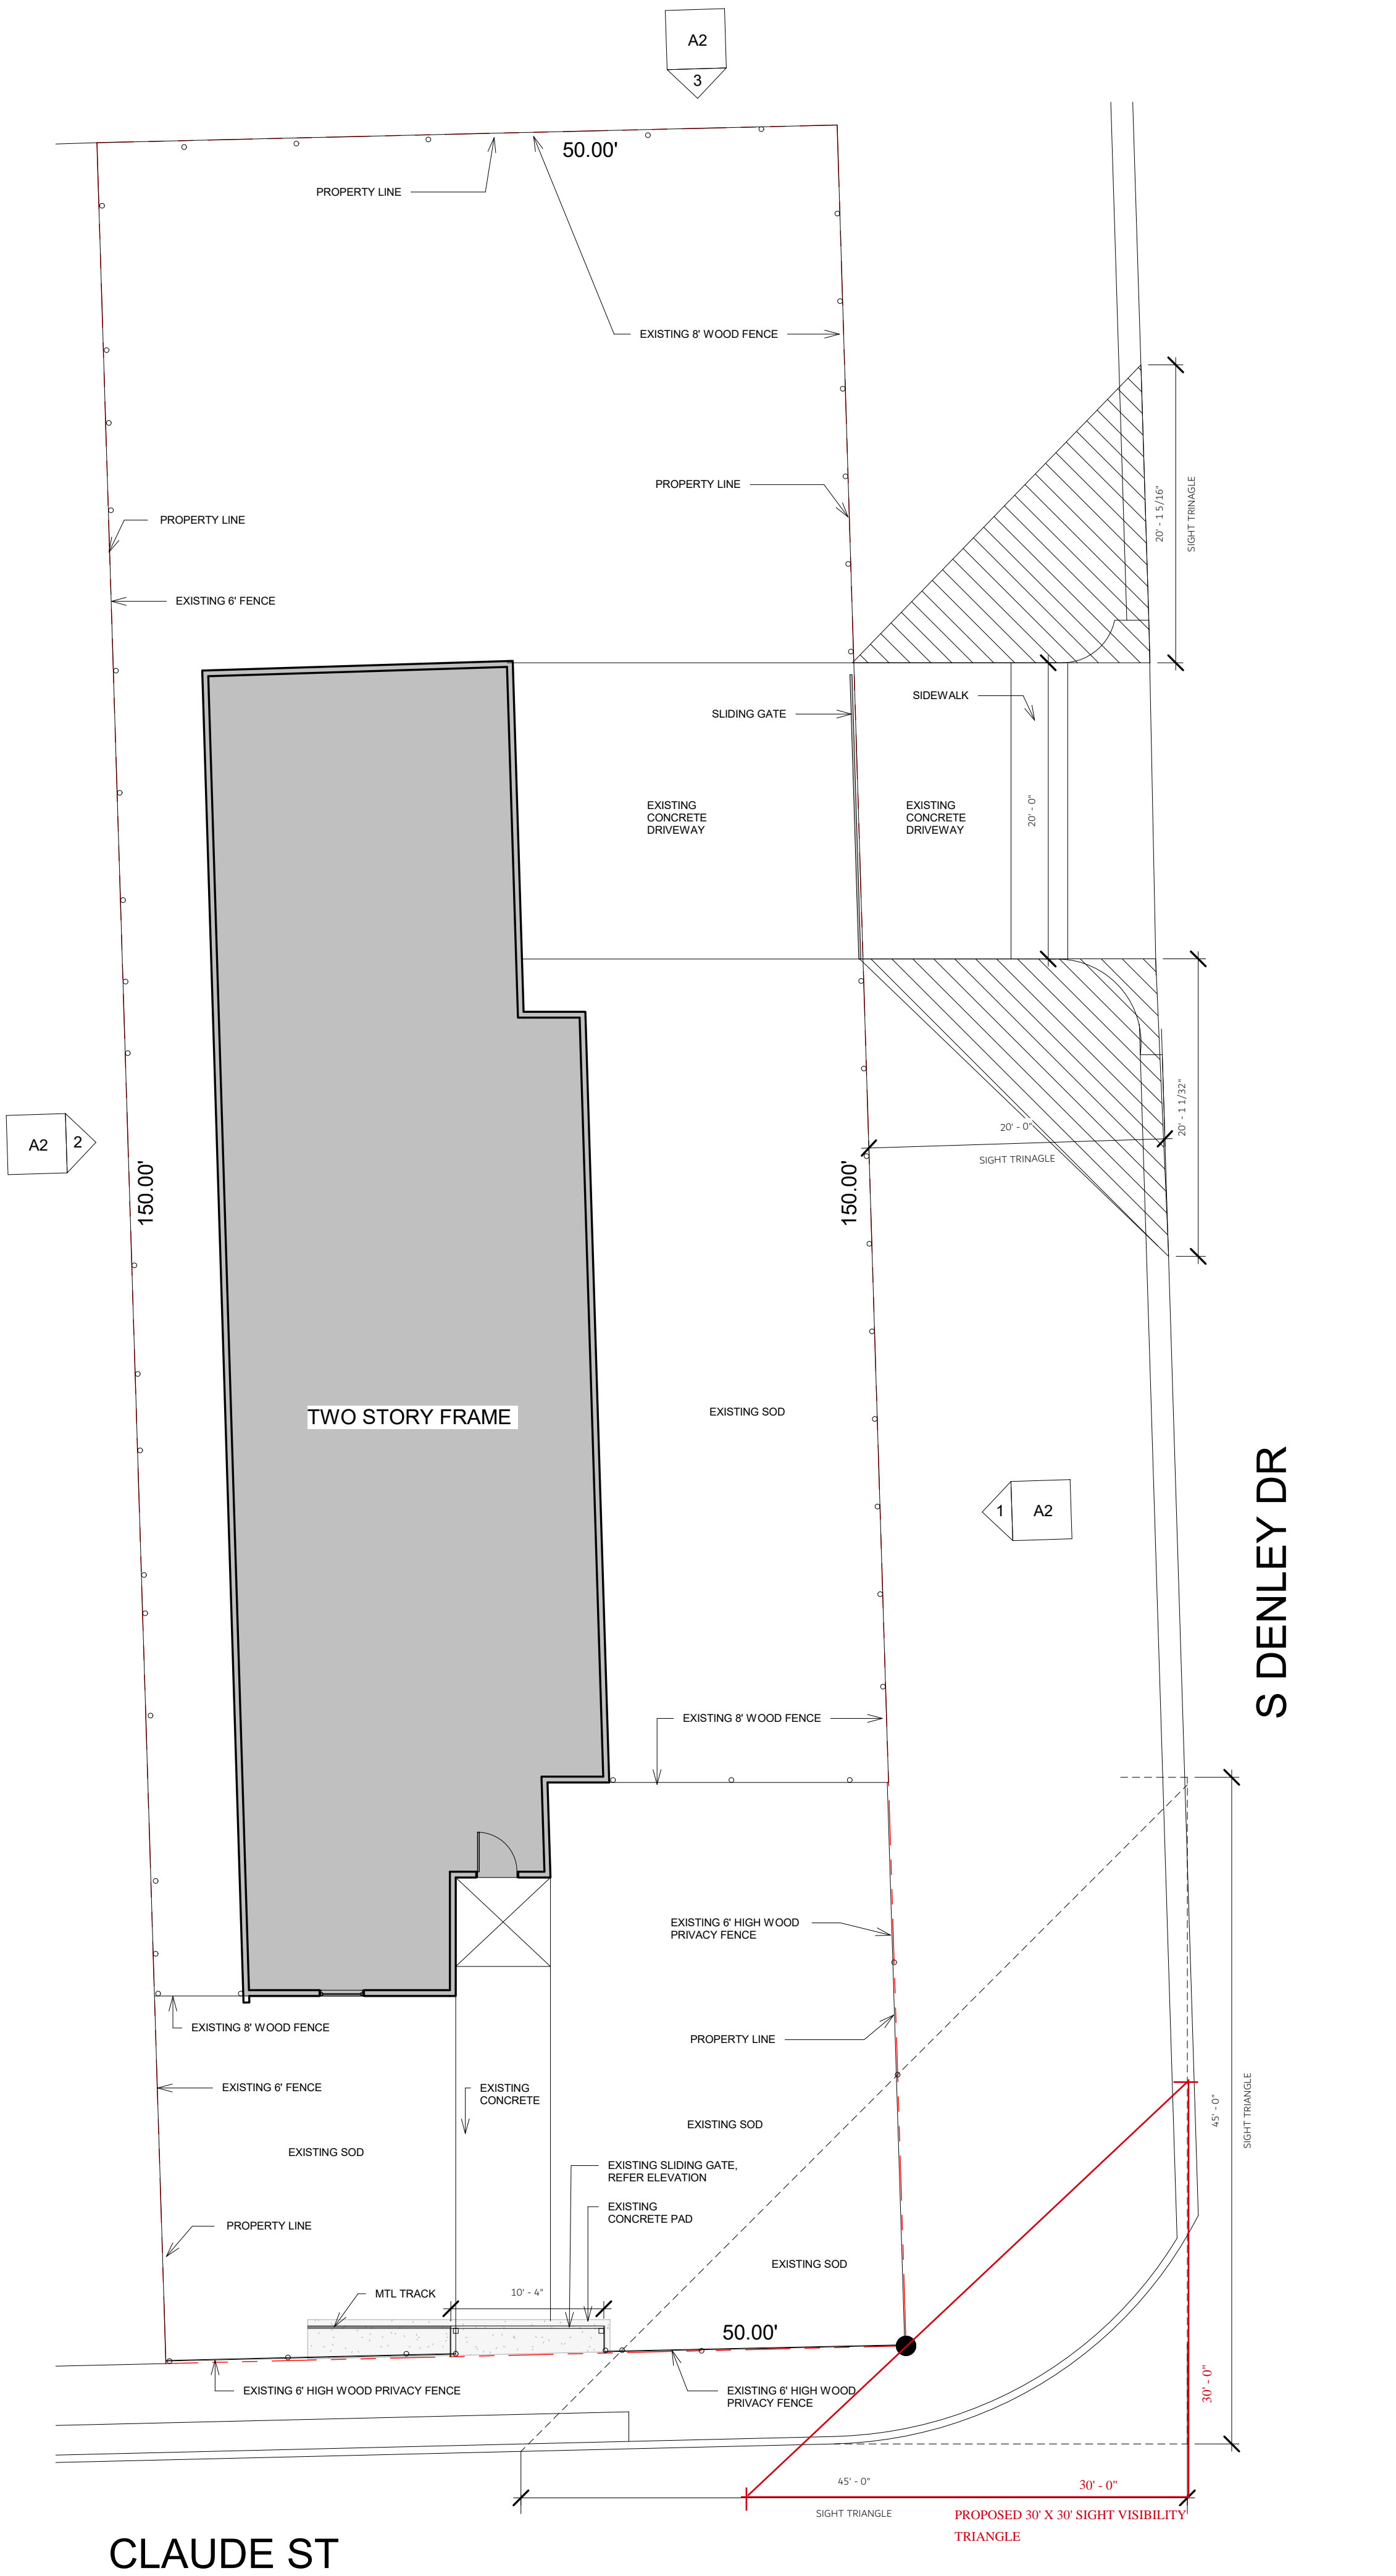 A2
3
50.00'
PROPERTY LINE
EXISTING 8' WOOD FENCE
PROPERTY LINE
PROPERTY LINE
20' - 1 5/16"
SIGHT TRINAGLE
EXISTING 6' FENCE
SIDEWALK
SLIDING GATE
EXISTING
CONCRETE
DRIVEWAY
EXISTING
CONCRETE
DRIVEWAY
20' - 0"
20' - 1 1/32"
20' - 0"
SIGHT TRINAGLE
A2
2
150.00'
150.00'
TWO STORY FRAME
EXISTING SOD
1
A2
S DENLEY DR
EXISTING 8' WOOD FENCE
EXISTING 6' HIGH WOOD
PRIVACY FENCE
PROPERTY LINE
EXISTING 8' WOOD FENCE
EXISTING 6' FENCE
EXISTING
CONCRETE
EXISTING SOD
EXISTING SOD
45' - 0"
SIGHT TRIANGLE
EXISTING SLIDING GATE,
REFER ELEVATION
EXISTING
CONCRETE PAD
PROPERTY LINE
EXISTING SOD
MTL TRACK
10' - 4"
50.00'
EXISTING 6' HIGH WOOD PRIVACY FENCE
EXISTING 6' HIGH WOOD
PRIVACY FENCE
30' - 0"
45' - 0"
30' - 0"
SIGHT TRIANGLE
PROPOSED 30' X 30' SIGHT VISIBILITY
TRIANGLE
CLAUDE ST